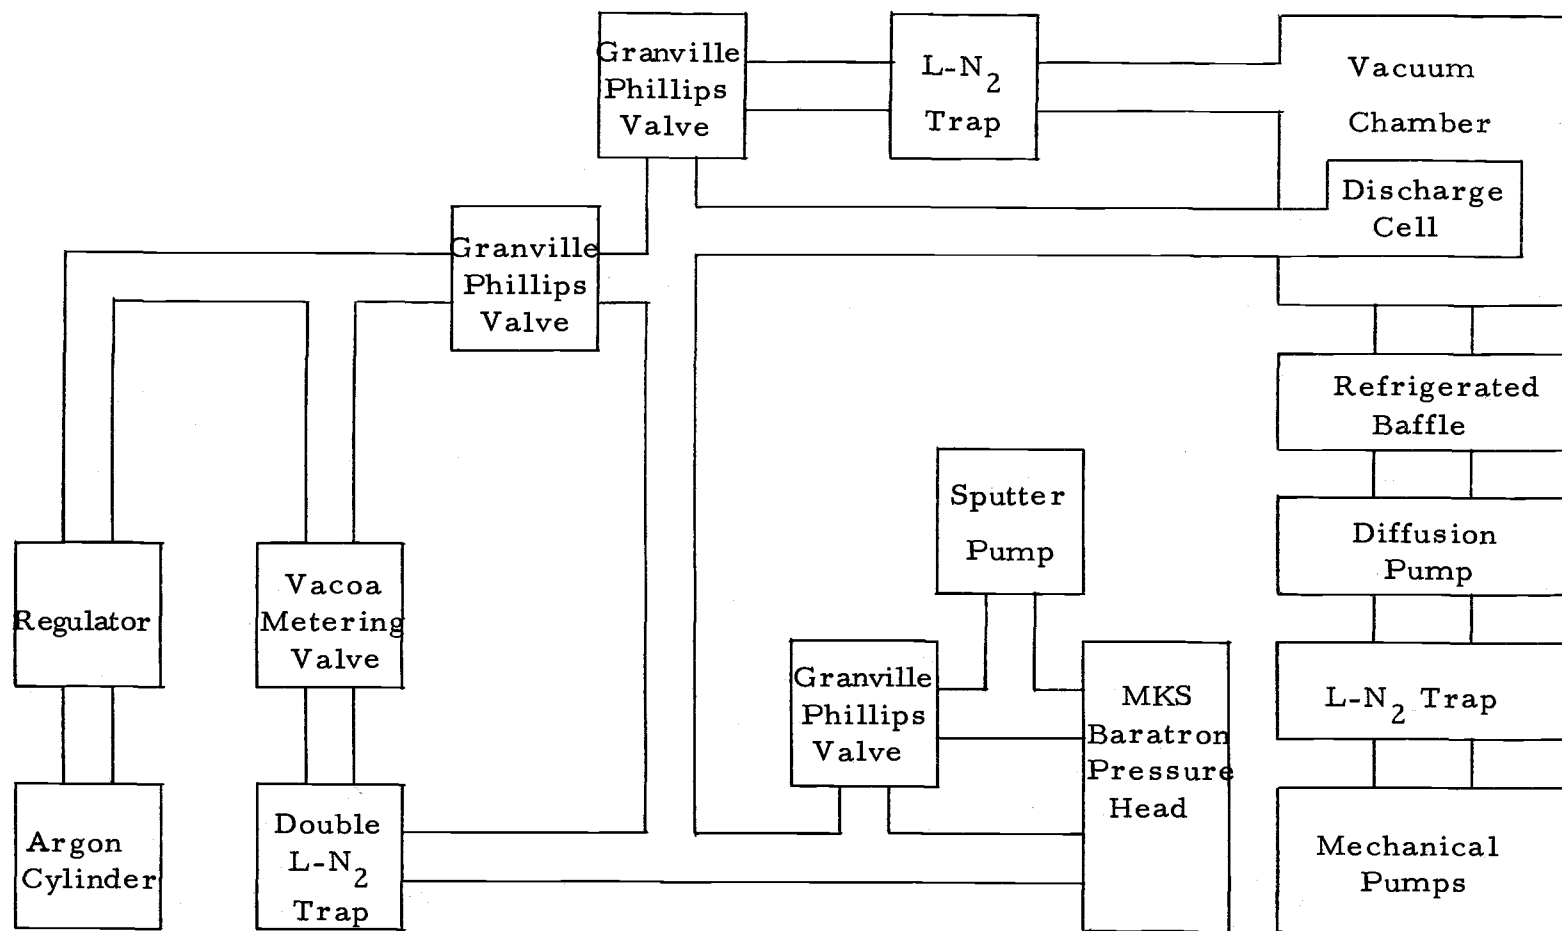 Granville
Phillips
Valve
L-N2
Trap
Vacuum
Chamber
Discharge
Cell
Granville
Phillips
Valve
Refrigerated
Baffle
Sputter
Pump
Diffusion
Pump
Regulator
Vacoa
Metering
Valve
Granville
Phillips
Valve
MKS
Baratron
Pressure
Head
L-N2 Trap
Argon
Cylinder
Double
L-N2
Trap
Mechanical
Pumps